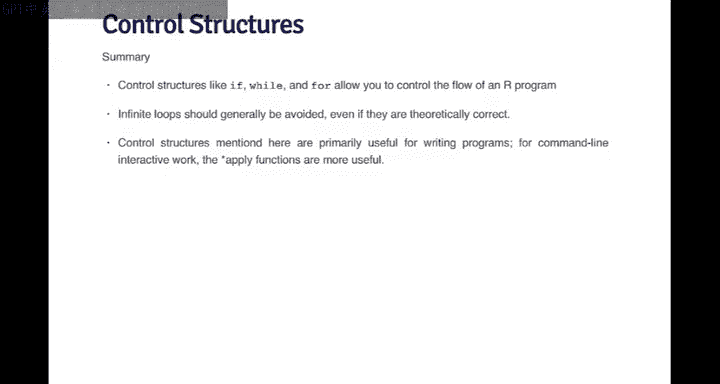 Control Structures
Summary
· Control structures like if, while, and for allow you to control the flow of an R program
· Infinite loops should generally be avoided, even if they are theoretically correct.
· Control structures mentiond here are primarily useful for writing programs; for command-line
interactive work, the *apply functions are more useful.